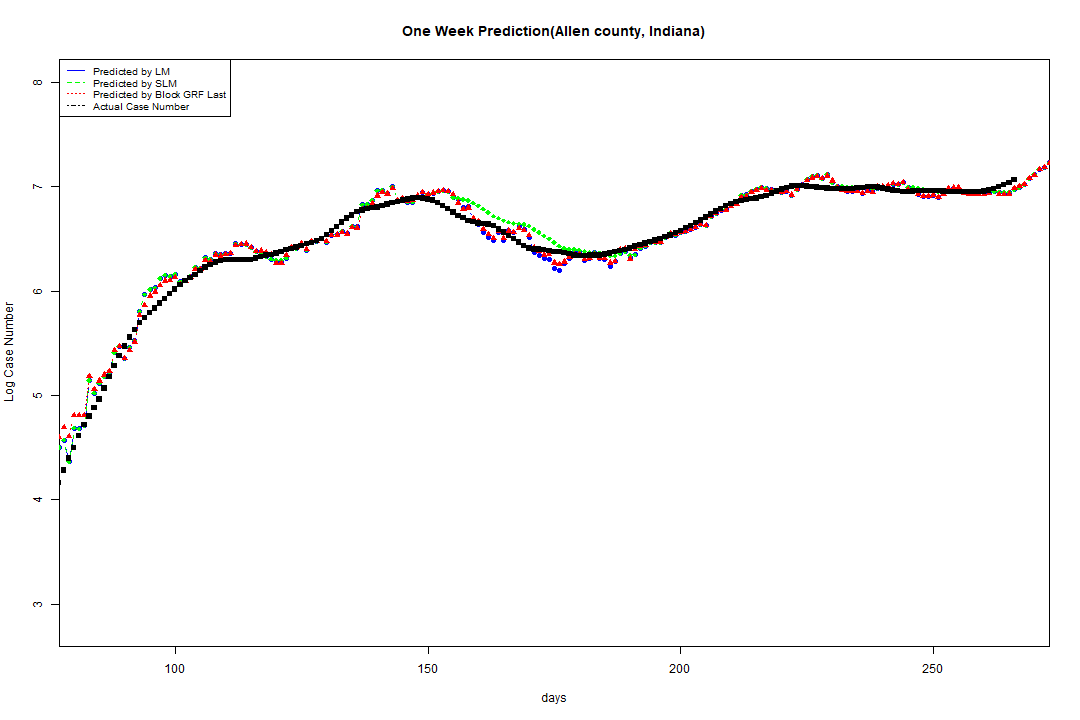 One Week Prediction(Allen county, Indiana)
Predicted by LM
Predicted by SLM
Predicted by Block GRF Last
Actual Case Number
8
7
6
5
4
3
Log Case Number
100 150 200 250
days